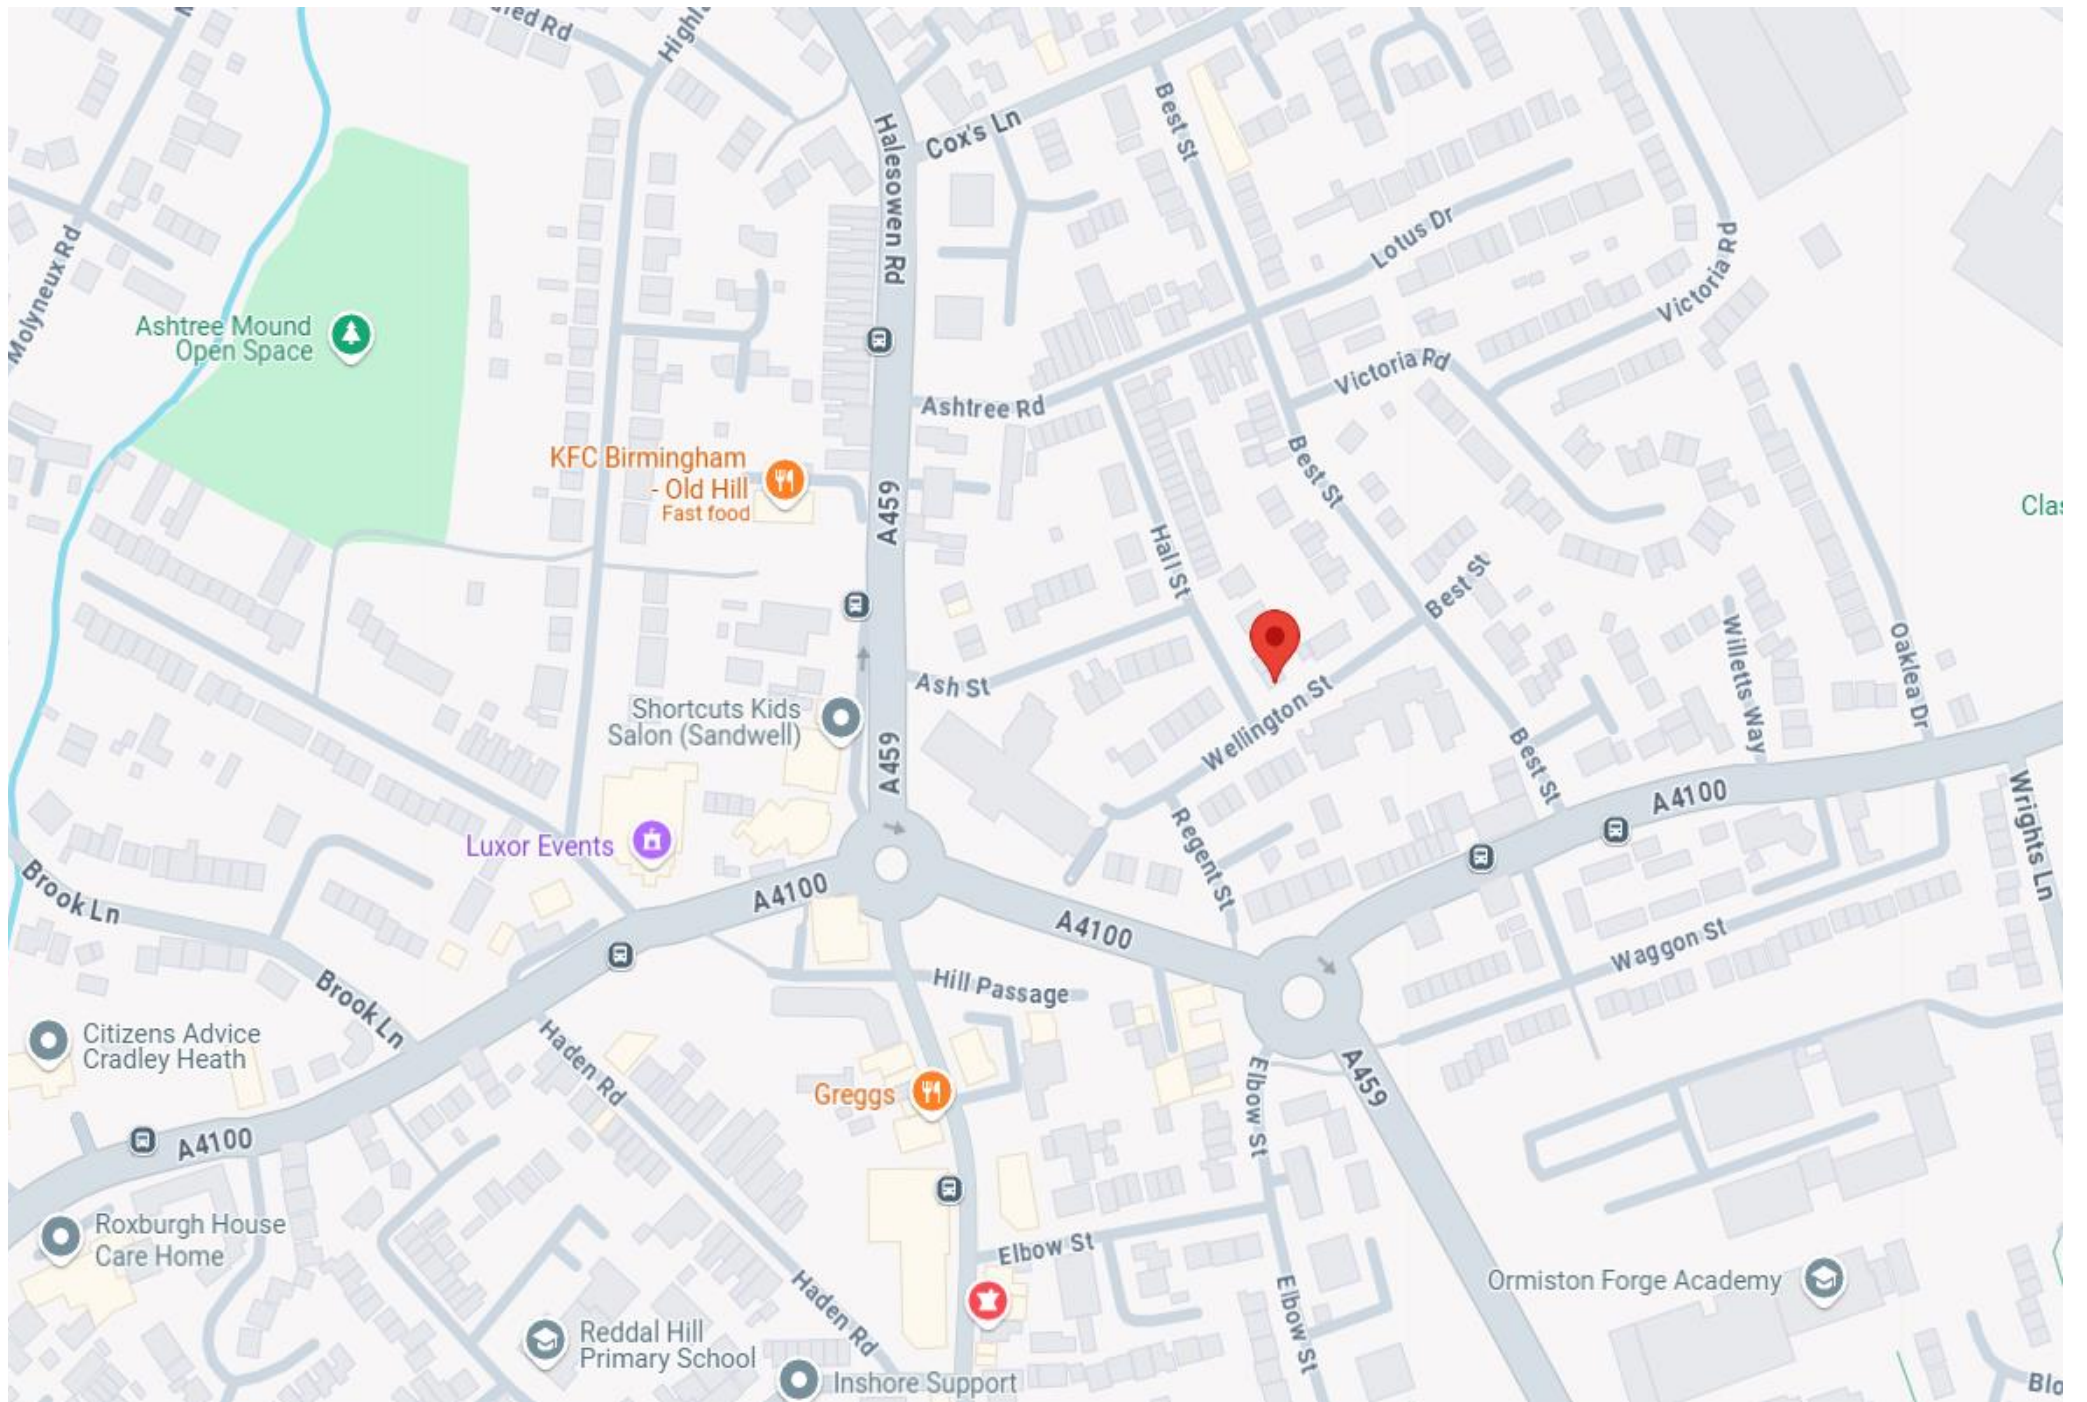 Halesowen Rd
Cox's Ln
Best St
Lotus Dr
Victoria Rd
Molyneux Rd
Ashtree Mound
Open Space
Victoria Rd
Ashtree Rd
KFC Birmingham
- Old Hill
Fast food
A459
Best St
Hall St
Best St
Willetts Way
Oaklea Dr
Ash St
Shortcuts Kids
Salon (Sandwell)
A459
Wellington St
Best St
A4100
Wrights Ln
Luxor Events
Regent St
A4100
Brook Ln
A4100
Waggon St
Hill Passage
Brook Ln
Citizens Advice
Cradley Heath
Haden Rd
Greggs
Elbow St
A459
A4100
Roxburgh House
Care Home
Elbow St
Haden Rd
Elbow St
Ormiston Forge Academy
Reddal Hill
Primary School
Inshore Support